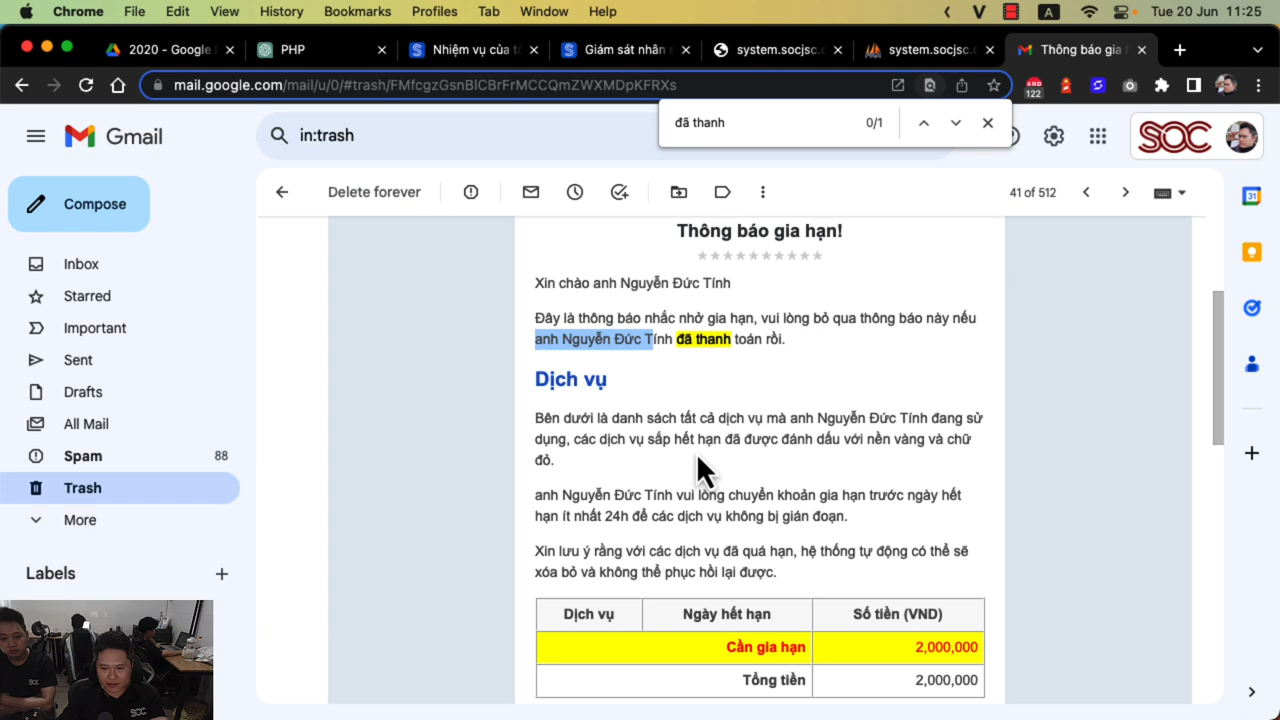 Chrome File Edit View History Bookmarks Profiles Tab Window Help A Tue 20 Jun 11:25
2020 - Google PHP Nhiệm vụ của t Giám sát nhân s system.socjsc.c system.socjsc.c Thông báo gia
mail.google.com/mail/u/0/#trash/FMfcgzGsnBlCBrFrMCCQmZWXMDpKFRXs 122
đã thanh 0/1
Gmail in:trash SOC
Compose Delete forever 41 of 512
Inbox
Starred
Important
Sent
Drafts
All Mail
Spam 88
Trash
More
Labels
31
Thông báo gia hạn!
Xin chào anh Nguyễn Đức Tính
Đây là thông báo nhắc nhở gia hạn, vui lòng bỏ qua thông báo này nếu
anh Nguyễn Đức Tính đã thanh toán rồi.
Dịch vụ
Bên dưới là danh sách tất cả dịch vụ mà anh Nguyễn Đức Tính đang sử
dụng, các dịch vụ sắp hết hạn đã được đánh dấu với nền vàng và chữ
đỏ.
anh Nguyễn Đức Tính vui lòng chuyển khoản gia hạn trước ngày hết
hạn ít nhất 24h để các dịch vụ không bị gián đoạn.
Xin lưu ý rằng với các dịch vụ đã quá hạn, hệ thống tự động có thể sẽ
xóa bỏ và không thể phục hồi lại được.
Dịch vụ Ngày hết hạn Số tiền (VND)
Cần gia hạn 2,000,000
Tổng tiền 2,000,000